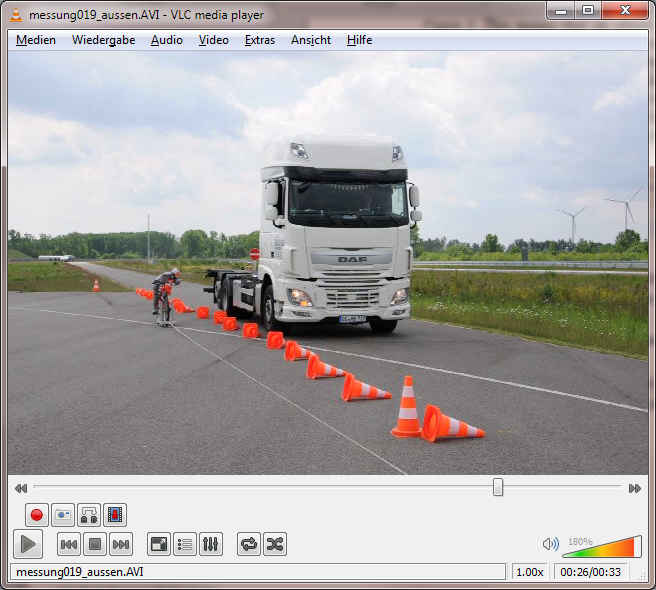 messung019_aussen.AVI - VLC media player
Medien Wiedergabe Audio Video Extras Ansicht Hilfe
DAF
180%
messung019_aussen.AVI 1.00x 00:26/00:33